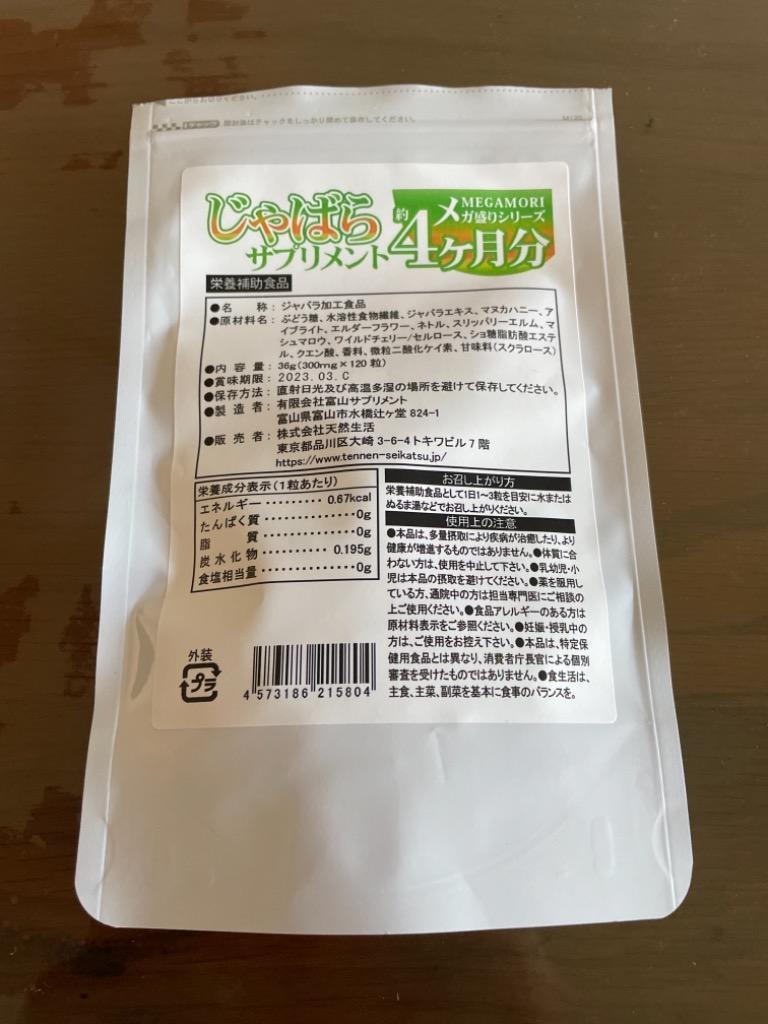 チャック 開封後はチャックをしっかり閉めて保存してください。
じゃばら
サプリメント
約4ヶ月分
MEGAMORI
メガ盛りシリーズ
栄養補助食品
●名 称:ジャバラ加工食品
●原材料名:ぶどう糖、水溶性食物繊維、ジャバラエキス、マヌカハニー、ア
イブライト、エルダーフラワー、ネトル、スリッパリーエルム、マ
シュマロウ、ワイルドチェリー/セルロース、ショ糖脂肪酸エステ
ル、クエン酸、香料、微粒二酸化ケイ素、甘味料(スクラロース)
●内 容 量:36g(300mg×120粒)
●賞味期限:2023.03.C
●保存方法:直射日光及び高温多湿の場所を避けて保存してください。
●製 造 者:有限会社富山サプリメント
富山県富山市水橋辻ヶ堂 824-1
●販 売 者:株式会社天然生活
東京都品川区大崎 3-6-4 トキワビル 7 階
https://www.tennen-seikatsu.jp/
栄養成分表示(1粒あたり)
エネルギー・・・・・・・・・0.67kcal
たんぱく質・・・・・・・・・・・・・0g
脂 質・・・・・・・・・・・・・0g
炭水化物・・・・・・・・・・0.195g
食塩相当量・・・・・・・・・・・・・0g
お召し上がり方
栄養補助食品として1日1~3粒を目安に水または
ぬるま湯などでお召し上がりください。
使用上の注意
●本品は、多量摂取により疾病が治癒したり、より
健康が増進するものではありません。●体質に合
わない方は、使用を中止して下さい。●乳幼児・小
児は本品の摂取を避けてください。●薬を服用し
ている方、通院中の方は担当専門医にご相談の
上ご使用ください。●食品アレルギーのある方は
原材料表示をご参照ください。●妊娠・授乳中の
方は、ご使用をお控え下さい。●本品は、特定保
健用食品とは異なり、消費者庁長官による個別
審査を受けたものではありません。●食生活は、
主食、主菜、副菜を基本に食事のバランスを。
外装
プラ
4 573186 215804